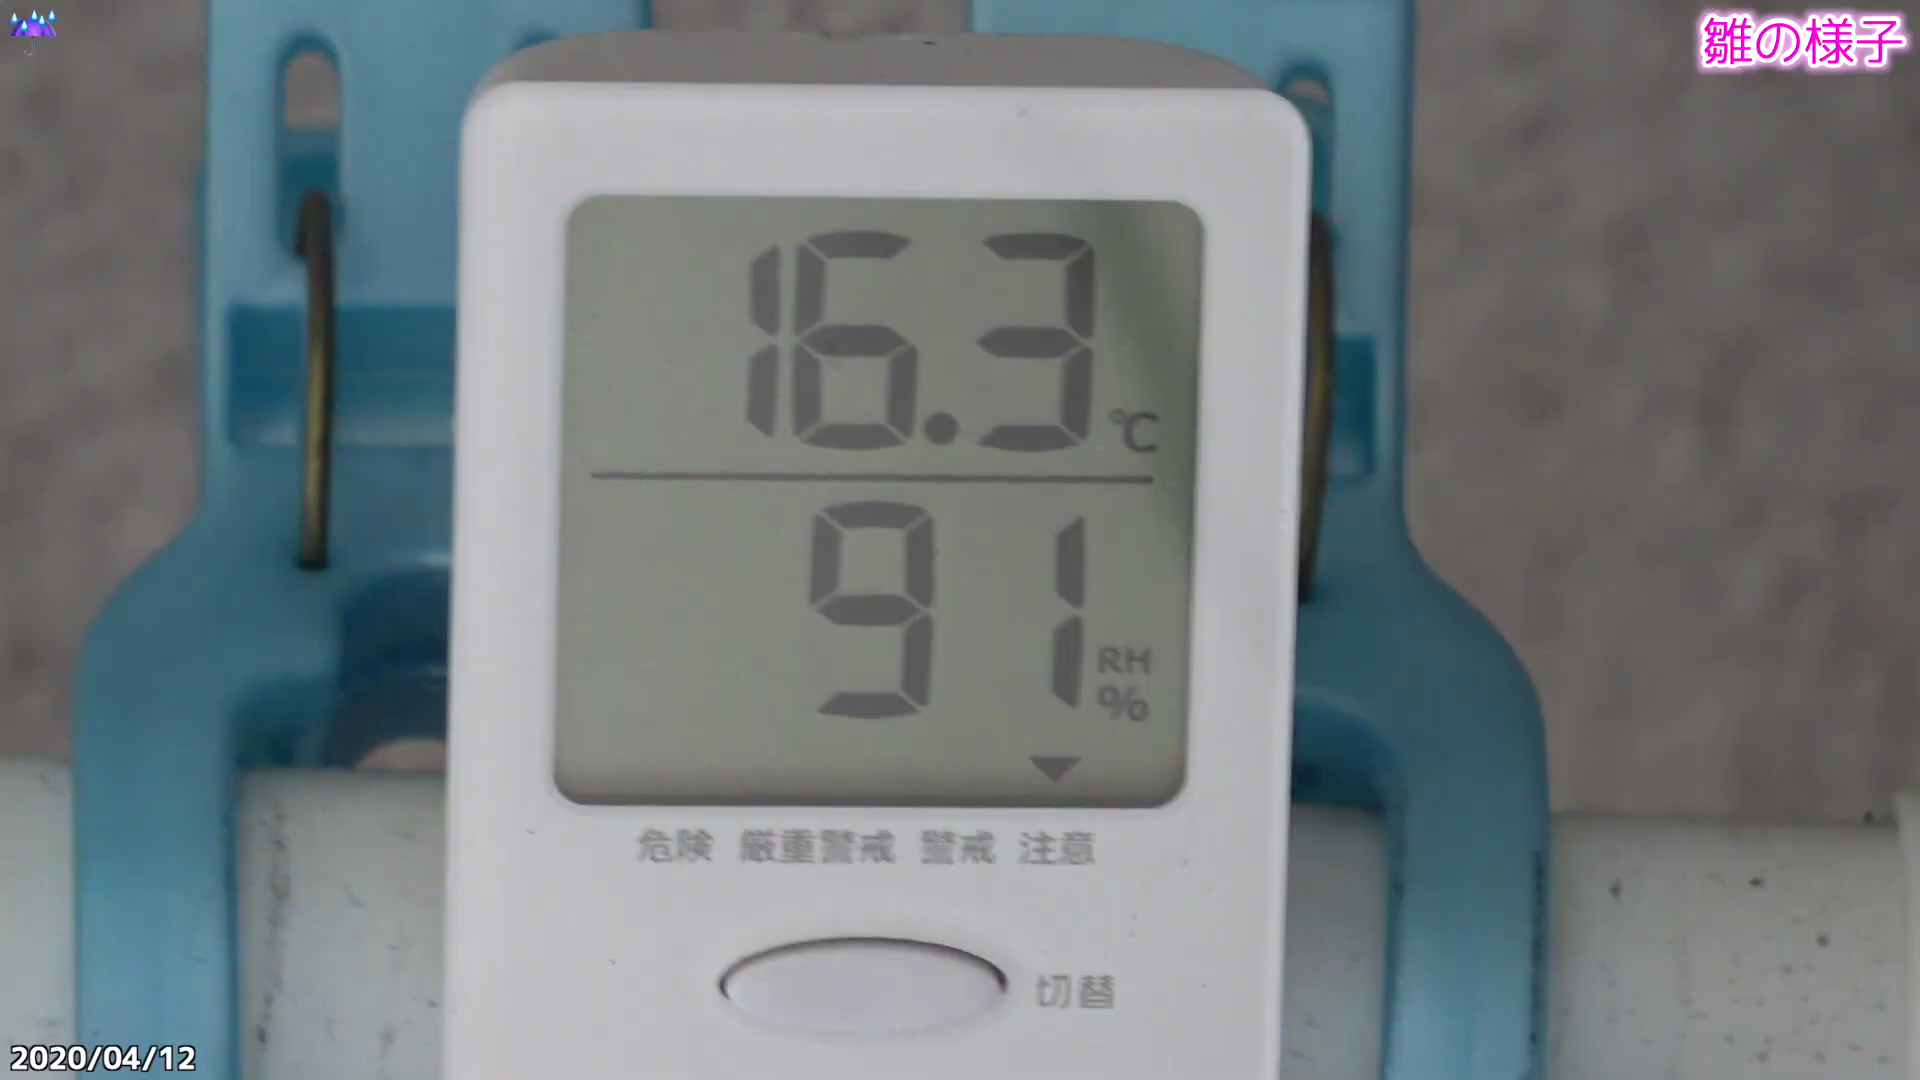 雛の様子
16.3 ℃
91 RH %
危険 厳重警戒 警戒 注意
切替
2020/04/12